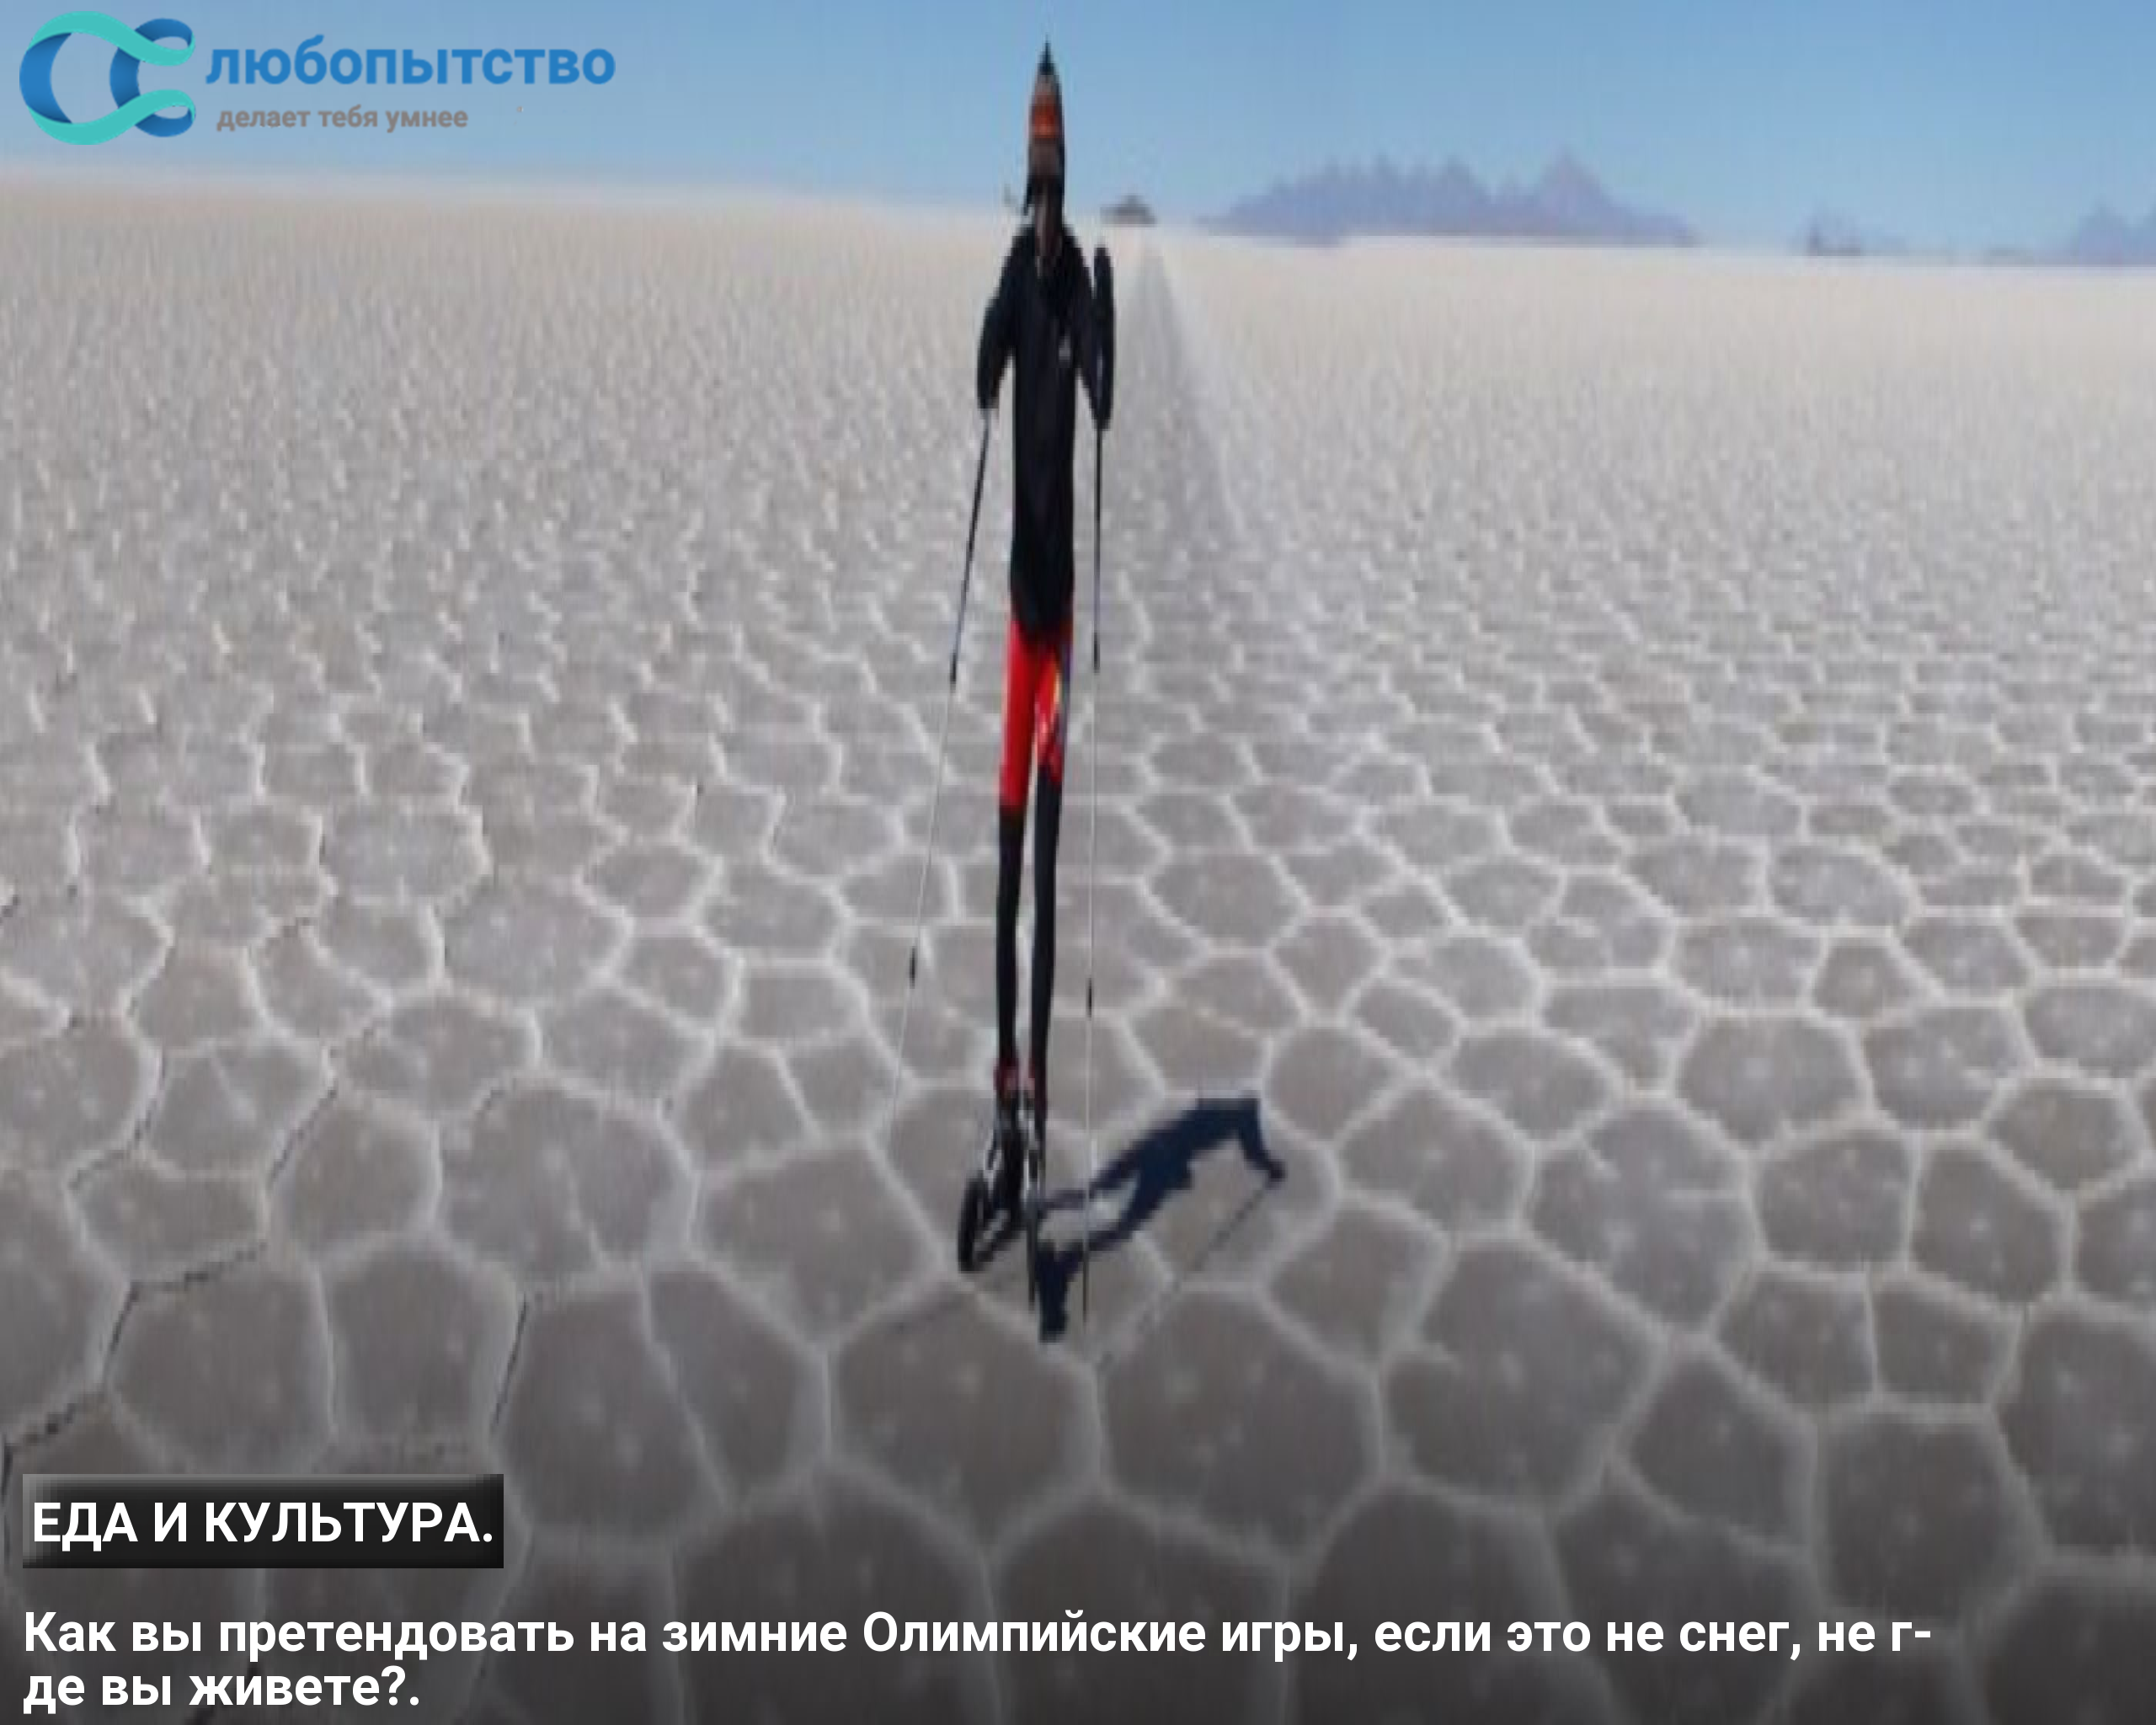 любопытство
делает тебя умнее
ЕДА И КУЛЬТУРА.
Как вы претендовать на зимние Олимпийские игры, если это не снег, не г-
де вы живете?.